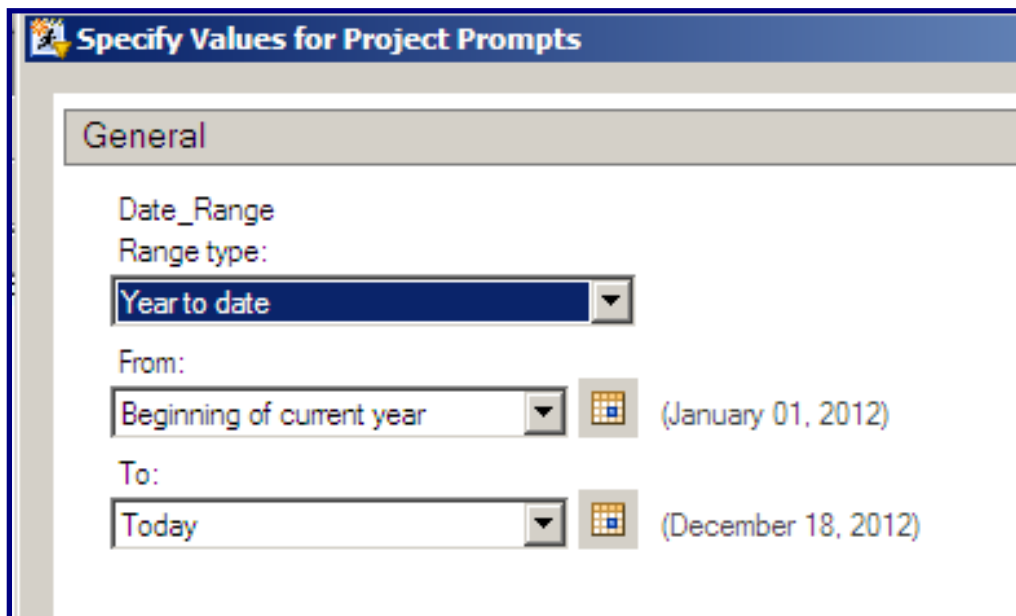 Specify Values for Project Prompts
General
Date_Range
Range type:
Year to date
From:
Beginning of current year (January 01, 2012)
To:
Today (December 18, 2012)